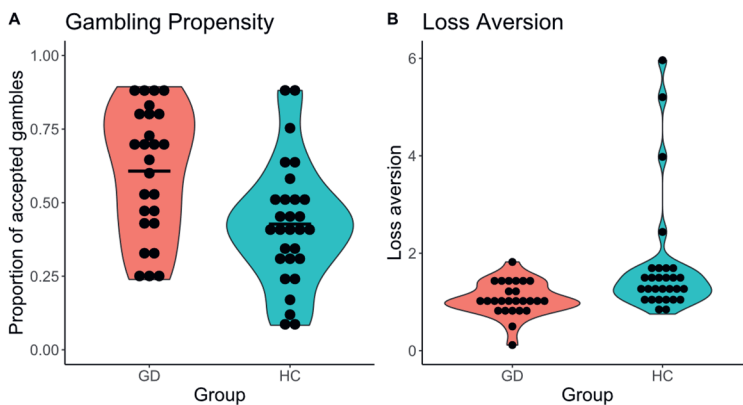 A Gambling Propensity
Proportion of accepted gambles
1.00
0.75
0.50
0.25
0.00
GD HC
Group
B Loss Aversion
Loss aversion
6
4
2
0
GD HC
Group